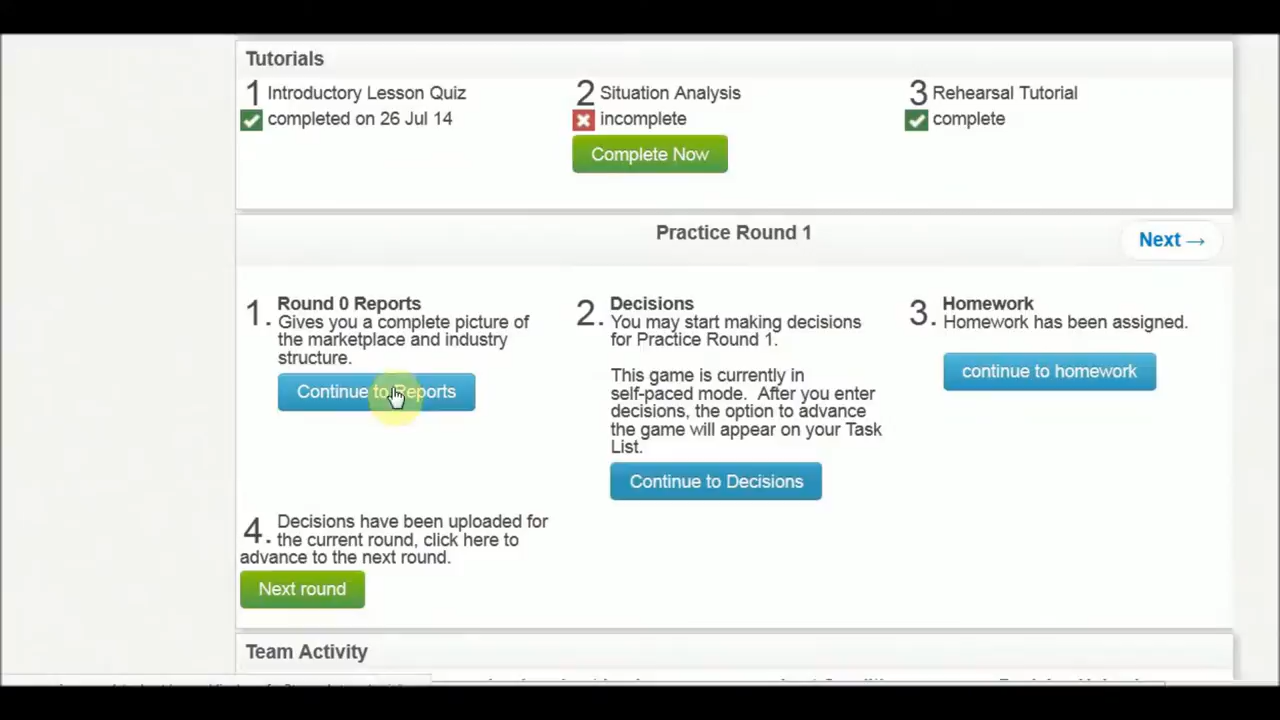 Tutorials
1 Introductory Lesson Quiz
completed on 26 Jul 14
2 Situation Analysis
incomplete
Complete Now
3 Rehearsal Tutorial
complete
Practice Round 1
Next →
1. Round 0 Reports
Gives you a complete picture of
the marketplace and industry
structure.
Continue to Reports
2. Decisions
You may start making decisions
for Practice Round 1.
This game is currently in
self-paced mode. After you enter
decisions, the option to advance
the game will appear on your Task
List.
Continue to Decisions
3. Homework
Homework has been assigned.
continue to homework
4. Decisions have been uploaded for
the current round, click here to
advance to the next round.
Next round
Team Activity